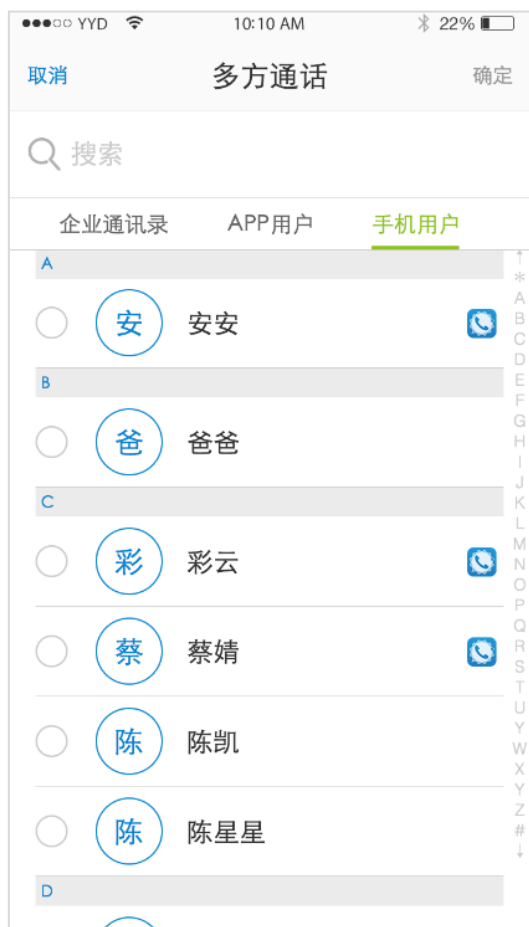 YYD 10:10 AM 22%
取消 多方通话 确定
搜索
企业通讯录 APP用户 手机用户
A
安 安安
B
爸 爸爸
C
彩 彩云
蔡 蔡婧
陈 陈凯
陈 陈星星
D
↑
*
A
B
C
D
E
F
G
H
I
J
K
L
M
N
O
P
Q
R
S
T
U
Y
W
X
Y
Z
#
↓